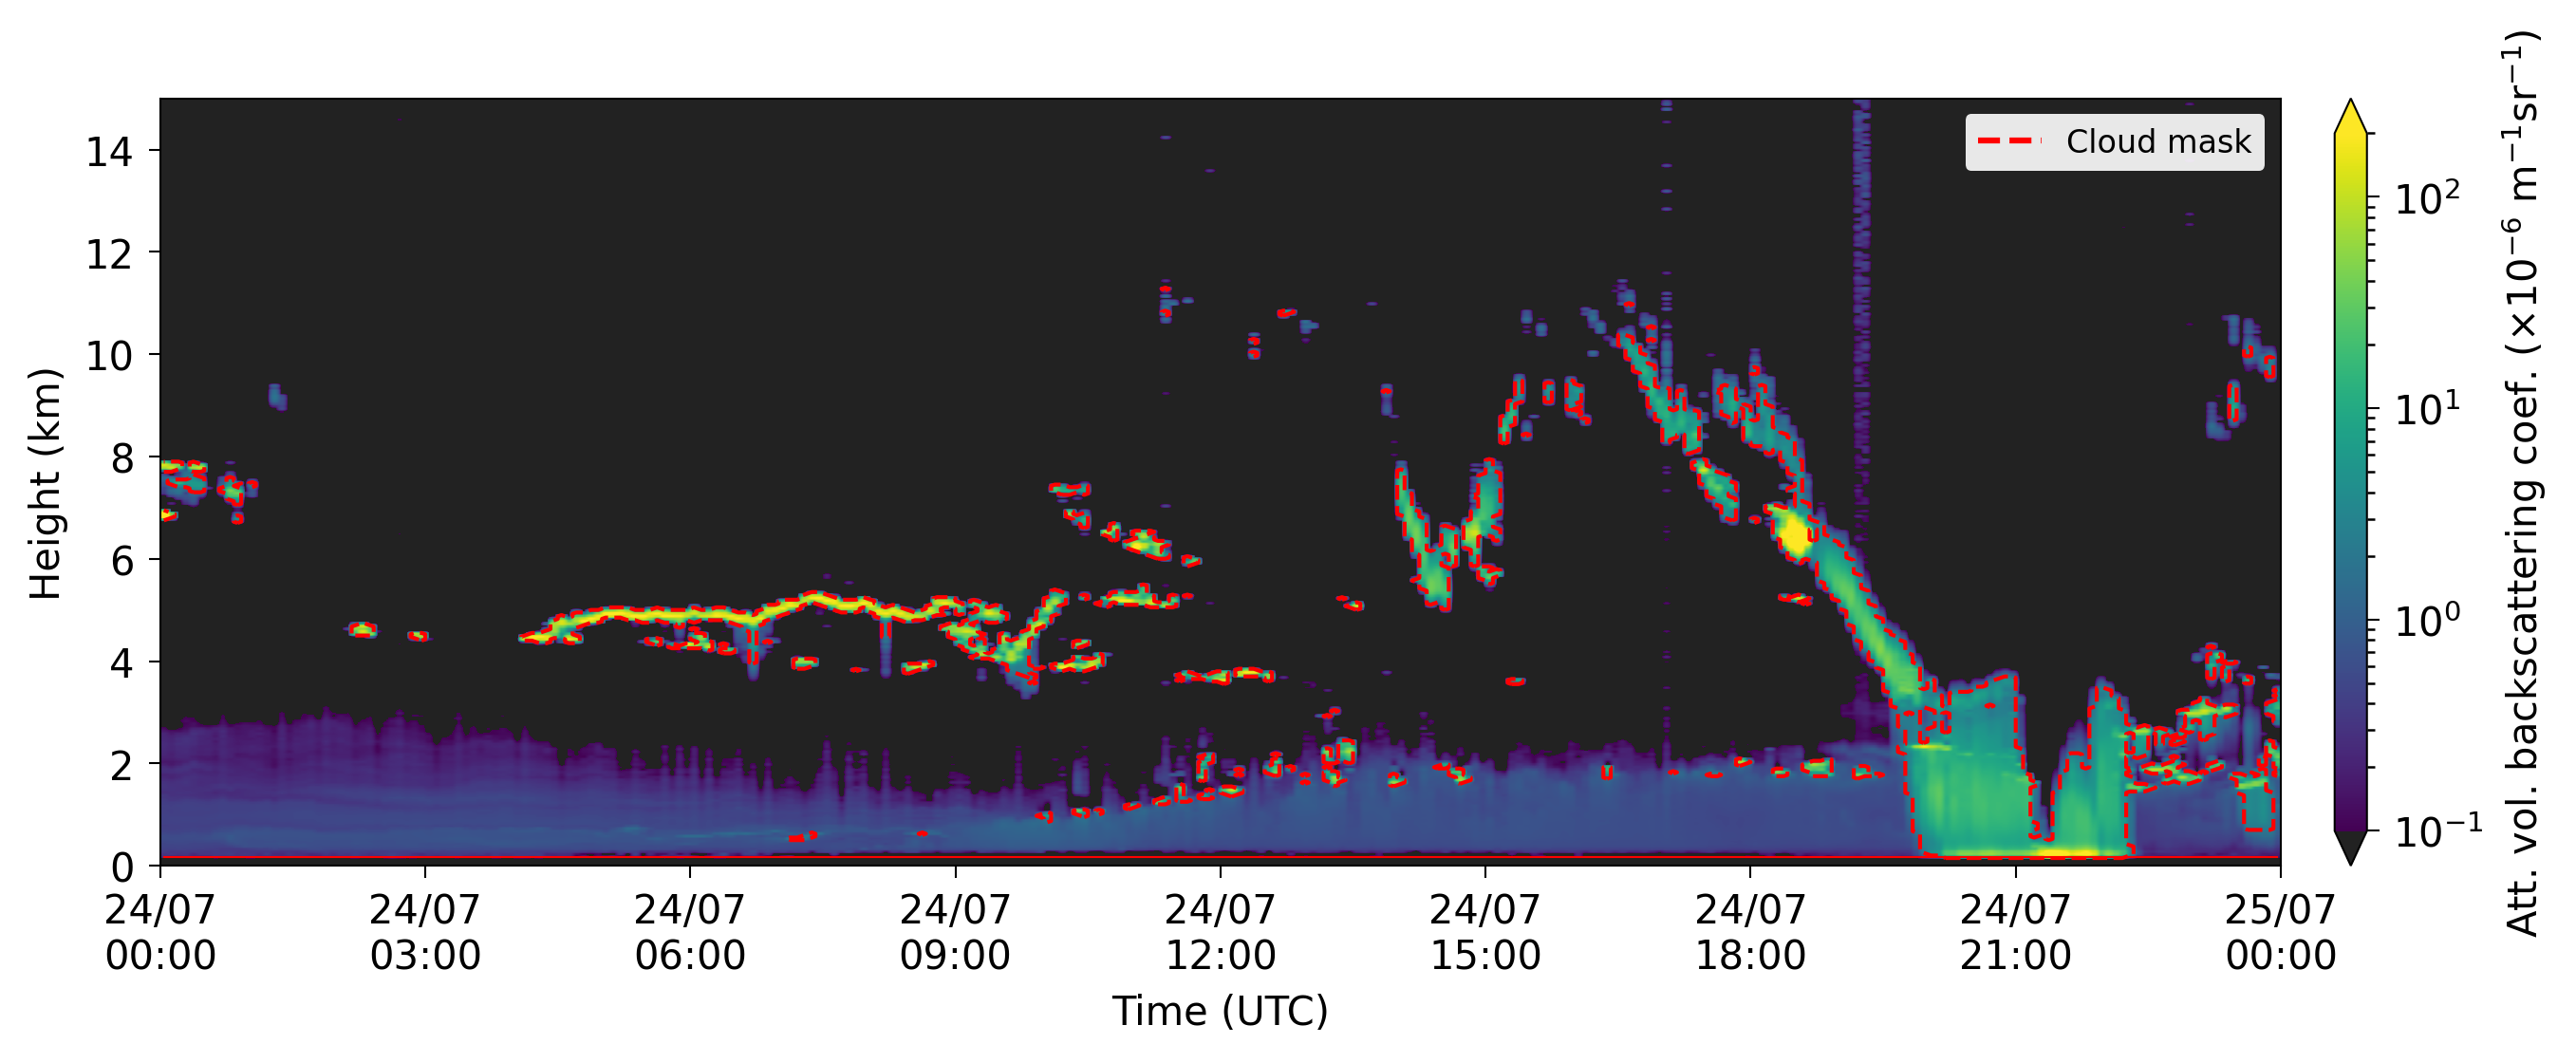 Cloud mask
Height (km)
14
12
10
8
6
4
2
0
24/07 24/07 24/07 24/07 24/07 24/07 24/07 24/07 25/07
00:00 03:00 06:00 09:00 12:00 15:00 18:00 21:00 00:00
Time (UTC)
10²
10¹
10⁰
10⁻¹
Att. vol. backscattering coef. (×10⁻⁶ m⁻¹sr⁻¹)